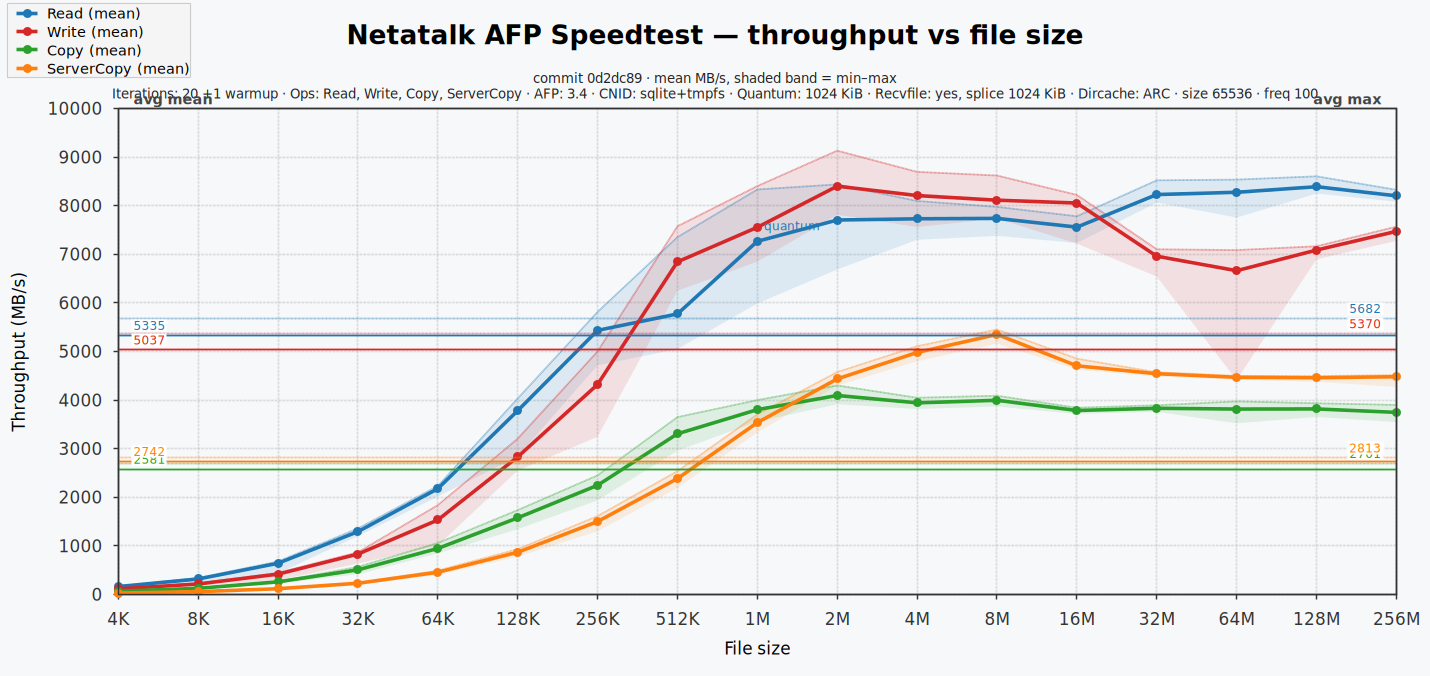 Read (mean)
Write (mean)
Copy (mean)
ServerCopy (mean)
Netatalk AFP Speedtest — throughput vs file size
commit 0d2dc89 · mean MB/s, shaded band = min–max
Iterations: 20 +1 warmup · Ops: Read, Write, Copy, ServerCopy · AFP: 3.4 · CNID: sqlite+tmpfs · Quantum: 1024 KiB · Recvfile: yes, splice 1024 KiB · Dircache: ARC · size 65536 · freq 100
avg mean
avg max
10000
9000
8000
7000
6000
5000
4000
3000
2000
1000
0
Throughput (MB/s)
quantum
5335
5037
2742
2581
5682
5370
2813
2701
4K 8K 16K 32K 64K 128K 256K 512K 1M 2M 4M 8M 16M 32M 64M 128M 256M
File size